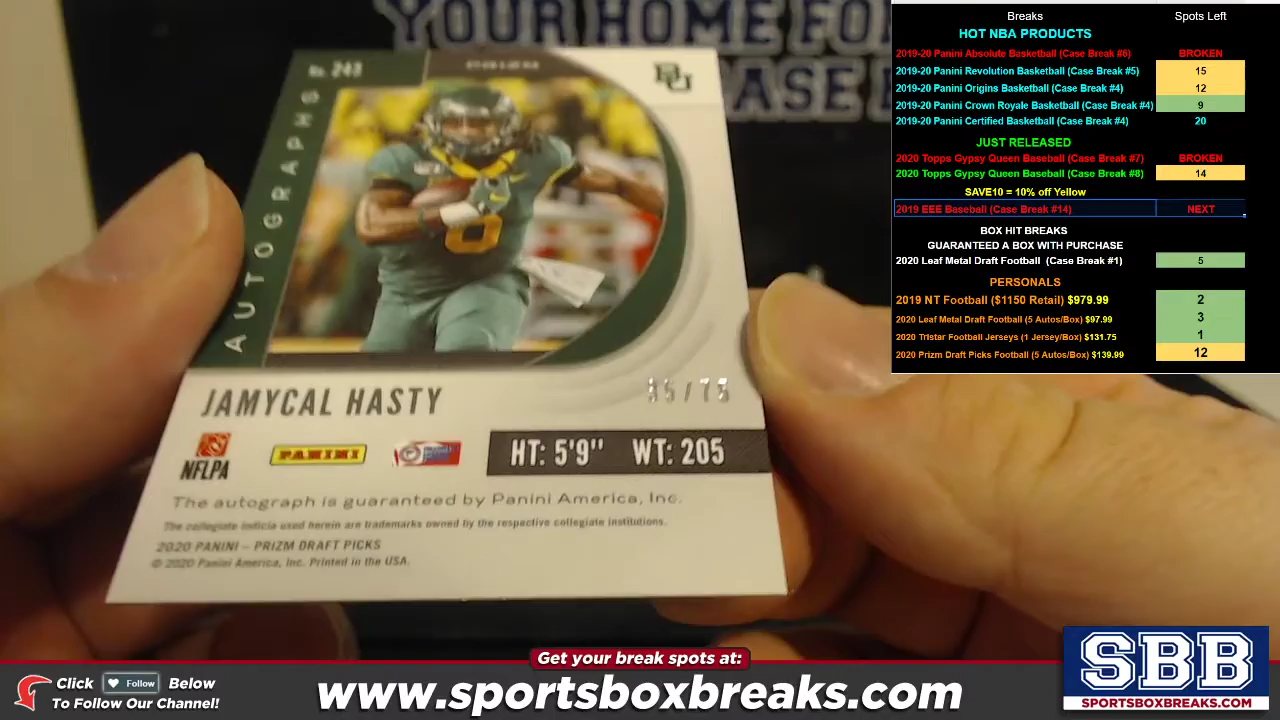 YOUR HOME FO
CASE B
No. 243
BU
AUTOGRAPHS
8
JAMYCAL HASTY
35/75
NFLPA
PANINI
HT: 5'9" WT: 205
The autograph is guaranteed by Panini America, Inc.
The collegiate indicia used herein are trademarks owned by the respective collegiate institutions.
2020 PANINI – PRIZM DRAFT PICKS
© 2020 Panini America, Inc. Printed in the USA.
Breaks Spots Left
HOT NBA PRODUCTS
2019-20 Panini Absolute Basketball (Case Break #6) BROKEN
2019-20 Panini Revolution Basketball (Case Break #5) 15
2019-20 Panini Origins Basketball (Case Break #4) 12
2019-20 Panini Crown Royale Basketball (Case Break #4) 9
2019-20 Panini Certified Basketball (Case Break #4) 20
JUST RELEASED
2020 Topps Gypsy Queen Baseball (Case Break #7) BROKEN
2020 Topps Gypsy Queen Baseball (Case Break #8) 14
SAVE10 = 10% off Yellow
2019 EEE Baseball (Case Break #14) NEXT
BOX HIT BREAKS
GUARANTEED A BOX WITH PURCHASE
2020 Leaf Metal Draft Football (Case Break #1) 5
PERSONALS
2019 NT Football ($1150 Retail) $979.99 2
2020 Leaf Metal Draft Football (5 Autos/Box) $97.99 3
2020 Tristar Football Jerseys (1 Jersey/Box) $131.75 1
2020 Prizm Draft Picks Football (5 Autos/Box) $139.99 12
Get your break spots at:
Click Follow Below
To Follow Our Channel!
www.sportsboxbreaks.com
SBB
SPORTSBOXBREAKS.COM